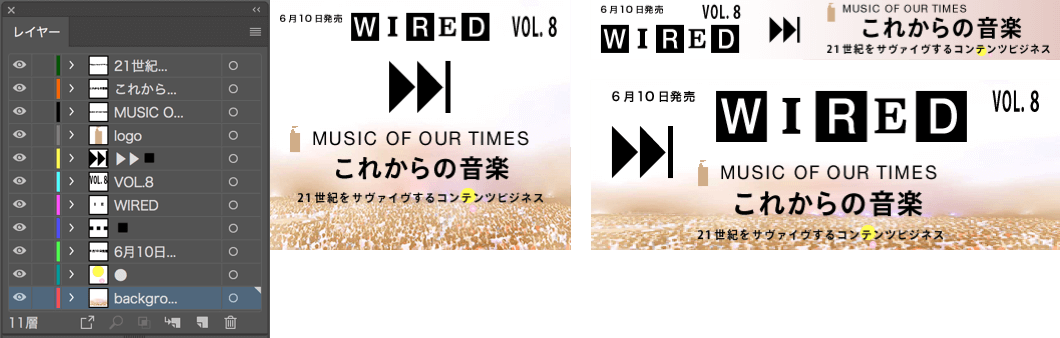 レイヤー
21世紀...
これから...
MUSIC O...
logo
▶▶■
VOL.8
WIRED
■
6月10日...
●
backgro...
11層
6月10日発売
WIRED
VOL. 8
MUSIC OF OUR TIMES
これからの音楽
21世紀をサヴァイヴするコンテンツビジネス
6月10日発売
VOL. 8
WIRED
MUSIC OF OUR TIMES
これからの音楽
21世紀をサヴァイヴするコンテンツビジネス
6月10日発売
WIRED
VOL. 8
MUSIC OF OUR TIMES
これからの音楽
21世紀をサヴァイヴするコンテンツビジネス